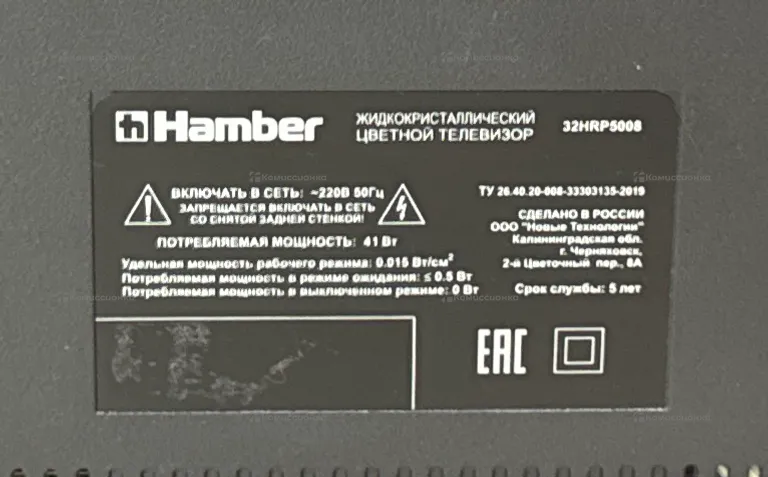 Hamber
ЖИДКОКРИСТАЛЛИЧЕСКИЙ
ЦВЕТНОЙ ТЕЛЕВИЗОР
32HRP5008
ВКЛЮЧАТЬ В СЕТЬ: ~220В 50Гц
ЗАПРЕЩАЕТСЯ ВКЛЮЧАТЬ В СЕТЬ
СО СНЯТОЙ ЗАДНЕЙ СТЕНКОЙ!
ПОТРЕБЛЯЕМАЯ МОЩНОСТЬ: 41 Вт
Удельная мощность рабочего режима: 0.015 Вт/см²
Потребляемая мощность в режиме ожидания: ≤ 0.5 Вт
Потребляемая мощность в выключенном режиме: 0 Вт
ТУ 26.40.20-008-33303135-2019
СДЕЛАНО В РОССИИ
ООО "Новые Технологии"
Калининградская обл.
г. Черняховск,
2-й Цветочный пер., 8А
Срок службы: 5 лет
EAC
Комиссионка